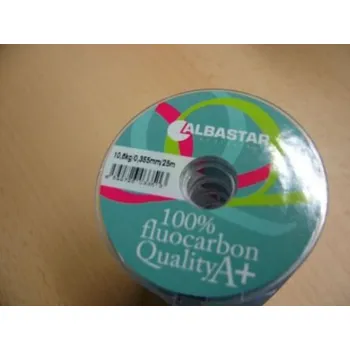 ALBASTAR
10,6kg/0,355mm/25m
100%
fluocarbon
Quality A+